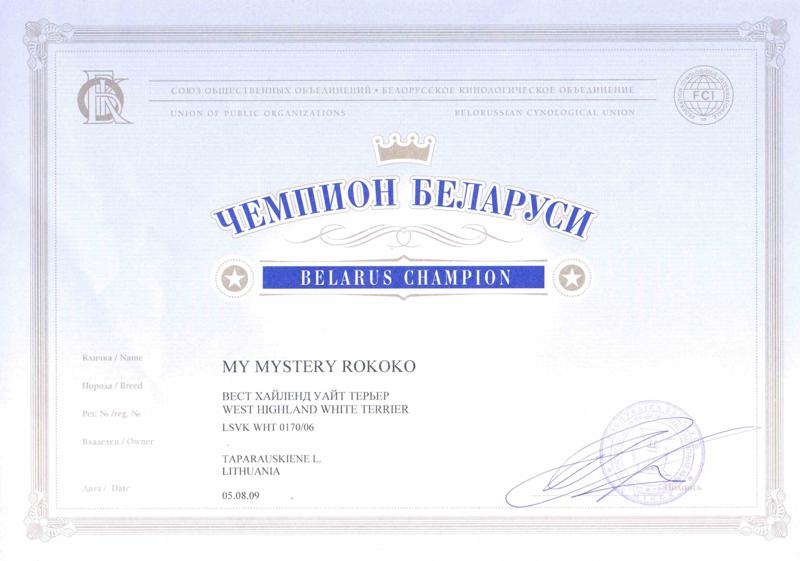 СОЮЗ ОБЩЕСТВЕННЫХ ОБЪЕДИНЕНИЙ • БЕЛОРУССКОЕ КИНОЛОГИЧЕСКОЕ ОБЪЕДИНЕНИЕ
UNION OF PUBLIC ORGANIZATIONS BELORUSSIAN CYNOLOGICAL UNION
FCI
ЧЕМПИОН БЕЛАРУСИ
BELARUS CHAMPION
Кличка / Name MY MYSTERY ROKOKO
Порода / Breed ВЕСТ ХАЙЛЕНД УАЙТ ТЕРЬЕР
WEST HIGHLAND WHITE TERRIER
Рег. № /reg. № LSVK WHT 0170/06
Владелец / Owner
TAPARAUSKIENE L.
LITHUANIA
Дата / Date 05.08.09
Подпись